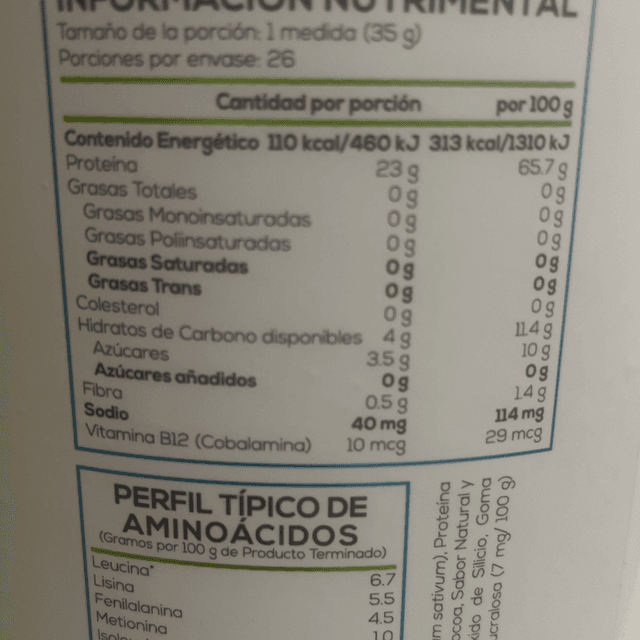 INFORMACIÓN NUTRIMENTAL
Tamaño de la porción: 1 medida (35 g)
Porciones por envase: 26
Cantidad por porción por 100 g
Contenido Energético 110 kcal/460 kJ 313 kcal/1310 kJ
Proteína 23 g 65.7 g
Grasas Totales 0 g 0 g
Grasas Monoinsaturadas 0 g 0 g
Grasas Poliinsaturadas 0 g 0 g
Grasas Saturadas 0 g 0 g
Grasas Trans 0 g 0 g
Colesterol 0 g 0 g
Hidratos de Carbono disponibles 4 g 11.4 g
Azúcares 3.5 g 10 g
Azúcares añadidos 0 g 0 g
Fibra 0.5 g 1.4 g
Sodio 40 mg 114 mg
Vitamina B12 (Cobalamina) 10 mcg 29 mcg
PERFIL TÍPICO DE
AMINOÁCIDOS
(Gramos por 100 g de Producto Terminado)
Leucina* 6.7
Lisina 5.5
Fenilalanina 4.5
Metionina 1.0
sativum), Proteína
Sabor Natural y
de Silicio, Goma
(7 mg/100 g)